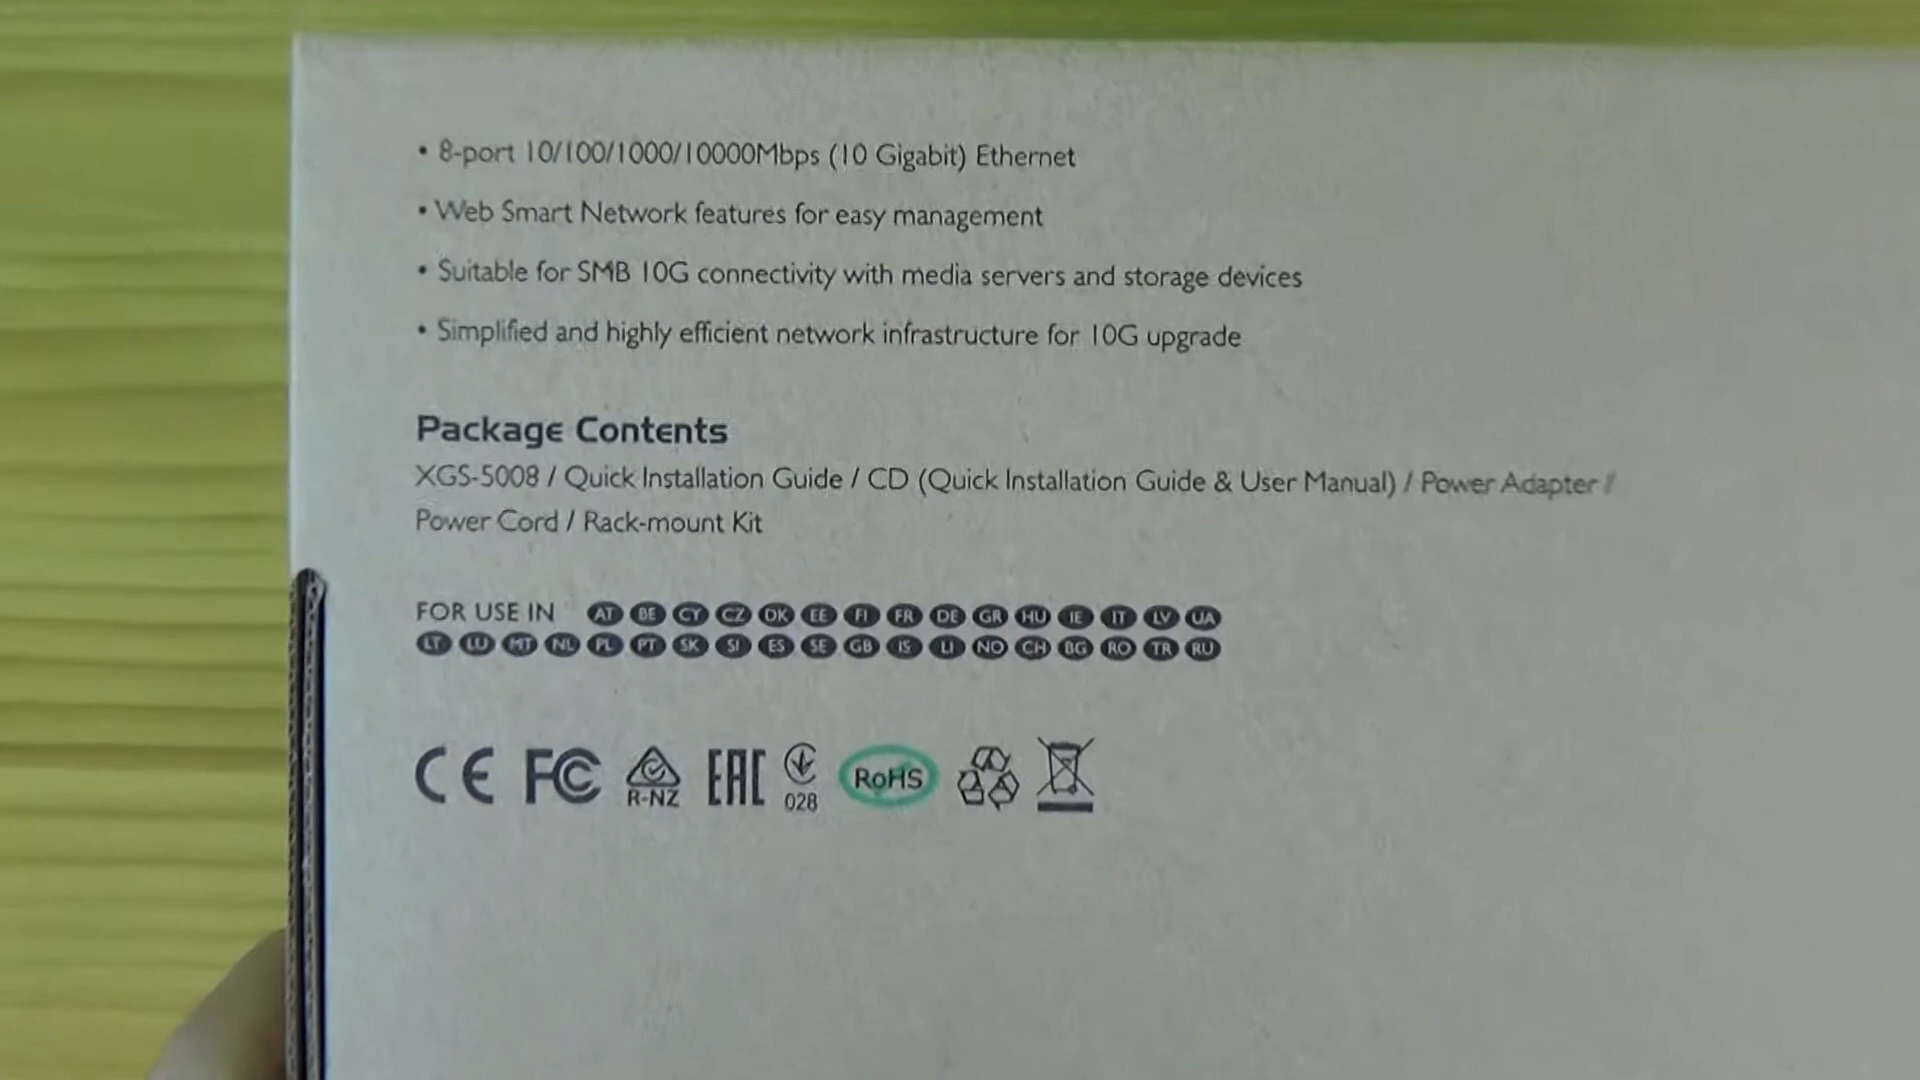 • 8-port 10/100/1000/10000Mbps (10 Gigabit) Ethernet
• Web Smart Network features for easy management
• Suitable for SMB 10G connectivity with media servers and storage devices
• Simplified and highly efficient network infrastructure for 10G upgrade
Package Contents
XGS-5008 / Quick Installation Guide / CD (Quick Installation Guide & User Manual) / Power Adapter /
Power Cord / Rack-mount Kit
FOR USE IN AT BE CY CZ DK EE FI FR DE GR HU IE IT LV UA
LT LU MT NL PL PT SK SI ES SE GB IS LI NO CH BG RO TR RU
CE FC R-NZ EAC 028 RoHS